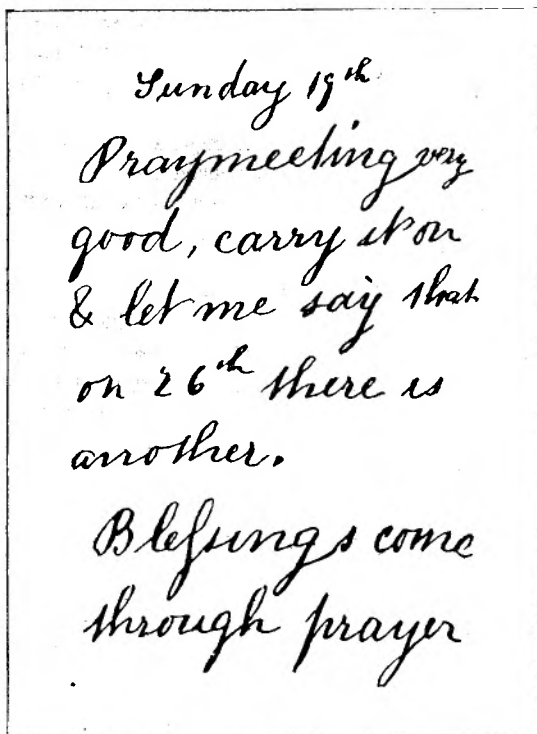 Sunday 19th
Praymeeting very
good, carry it on
& let me say that
on 26th there is
another.
Bleſsings come
through prayer